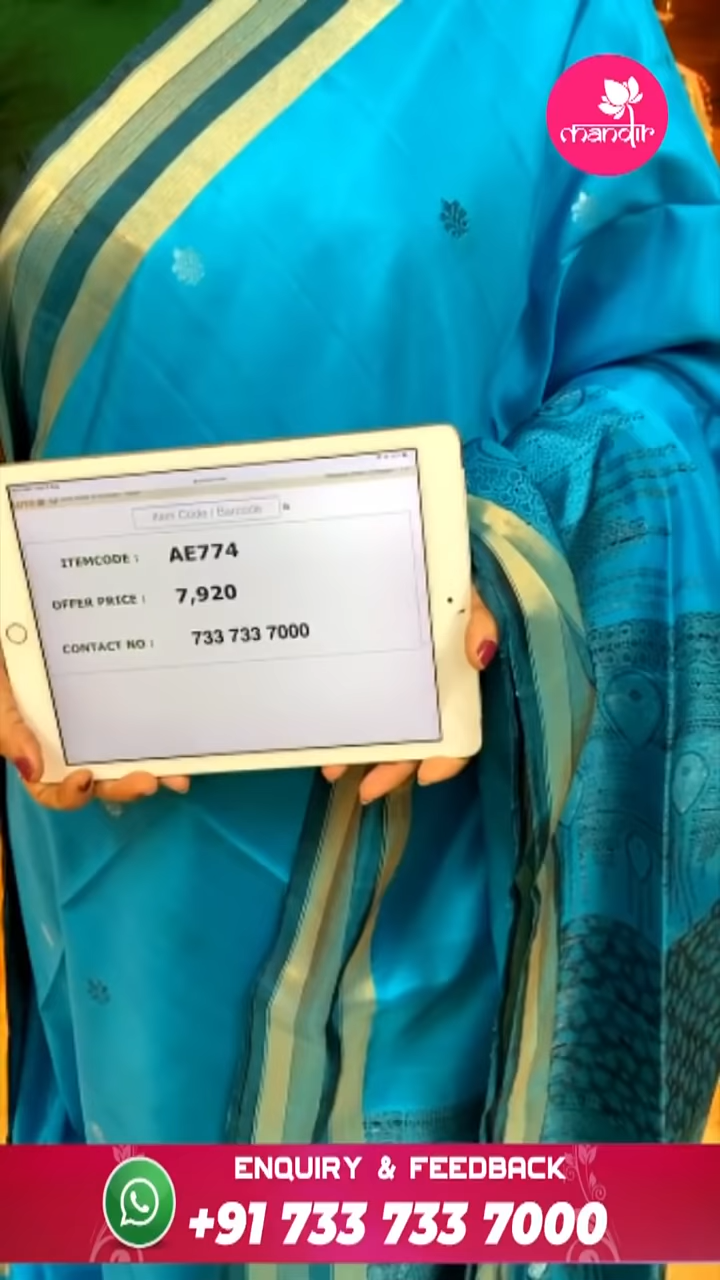 mandir
Item Code / Barcode
ITEMCODE : AE774
OFFER PRICE : 7,920
CONTACT NO : 733 733 7000
ENQUIRY & FEEDBACK
+91 733 733 7000